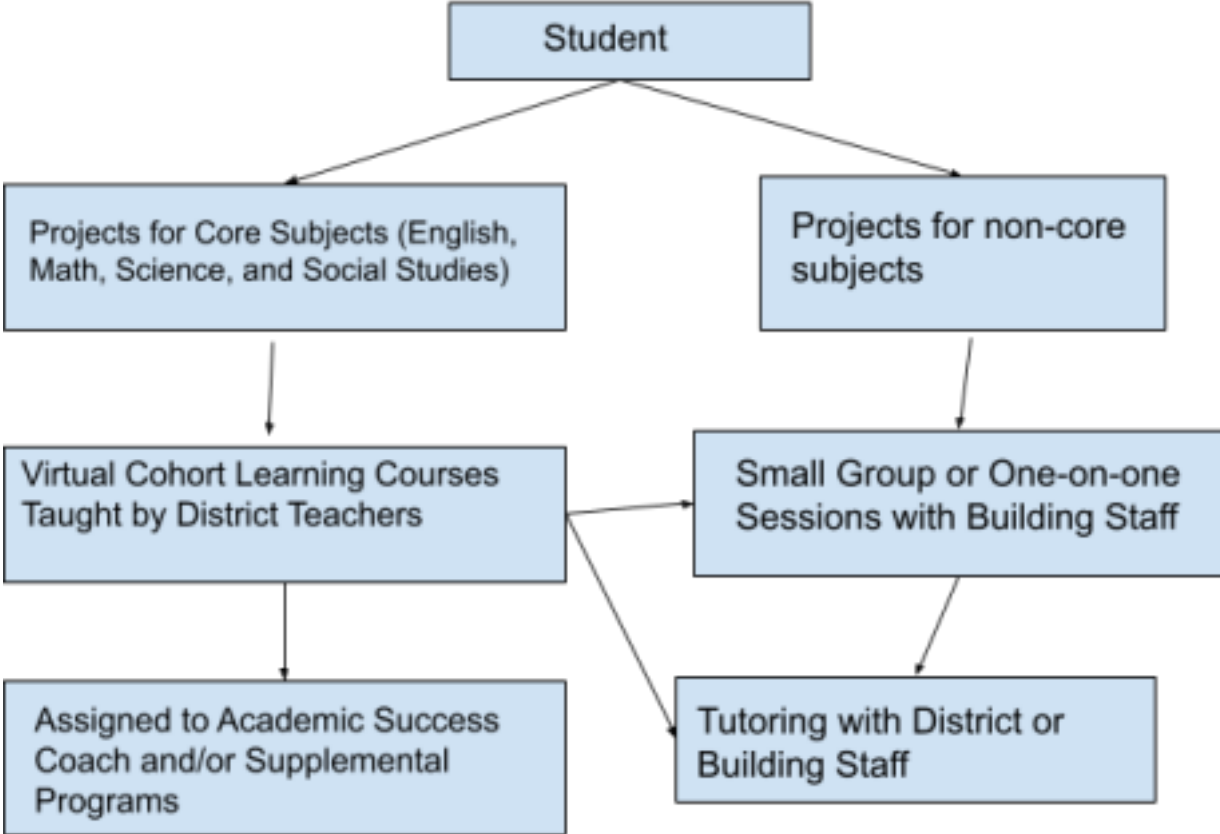 Student
Projects for Core Subjects (English,
Math, Science, and Social Studies)
Projects for non-core
subjects
Virtual Cohort Learning Courses
Taught by District Teachers
Small Group or One-on-one
Sessions with Building Staff
Assigned to Academic Success
Coach and/or Supplemental
Programs
Tutoring with District or
Building Staff